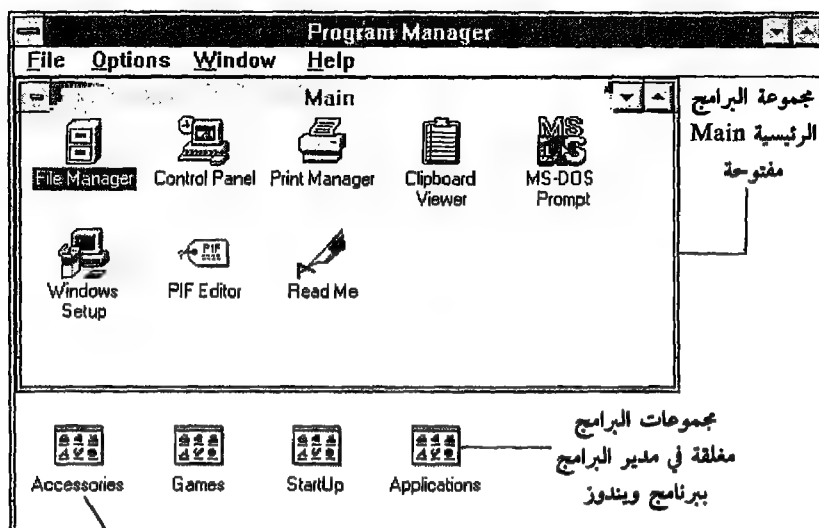 Program Manager
File Options Window Help
Main
مجموعة البرامج
الرئيسية Main
مفتوحة
File Manager Control Panel Print Manager Clipboard Viewer MS-DOS Prompt
Windows Setup PIF Editor Read Me
مجموعات البرامج
مغلقة في مدير البرامج
ببرنامج ويندوز
Accessories Games StartUp Applications